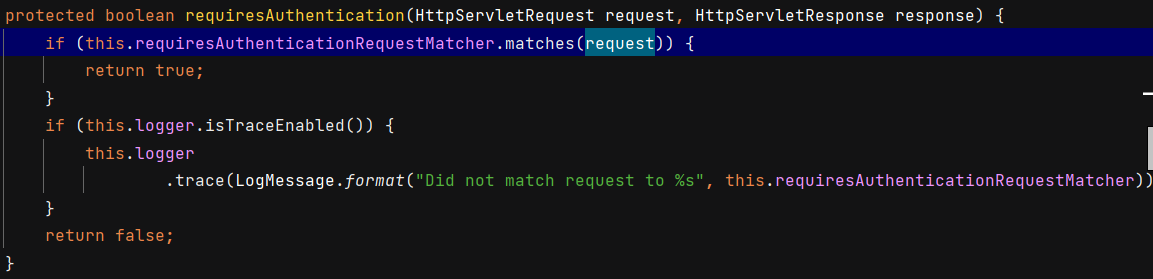 protected boolean requiresAuthentication(HttpServletRequest request, HttpServletResponse response) {
    if (this.requiresAuthenticationRequestMatcher.matches(request)) {
        return true;
    }
    if (this.logger.isTraceEnabled()) {
        this.logger
                .trace(LogMessage.format("Did not match request to %s", this.requiresAuthenticationRequestMatcher))
    }
    return false;
}